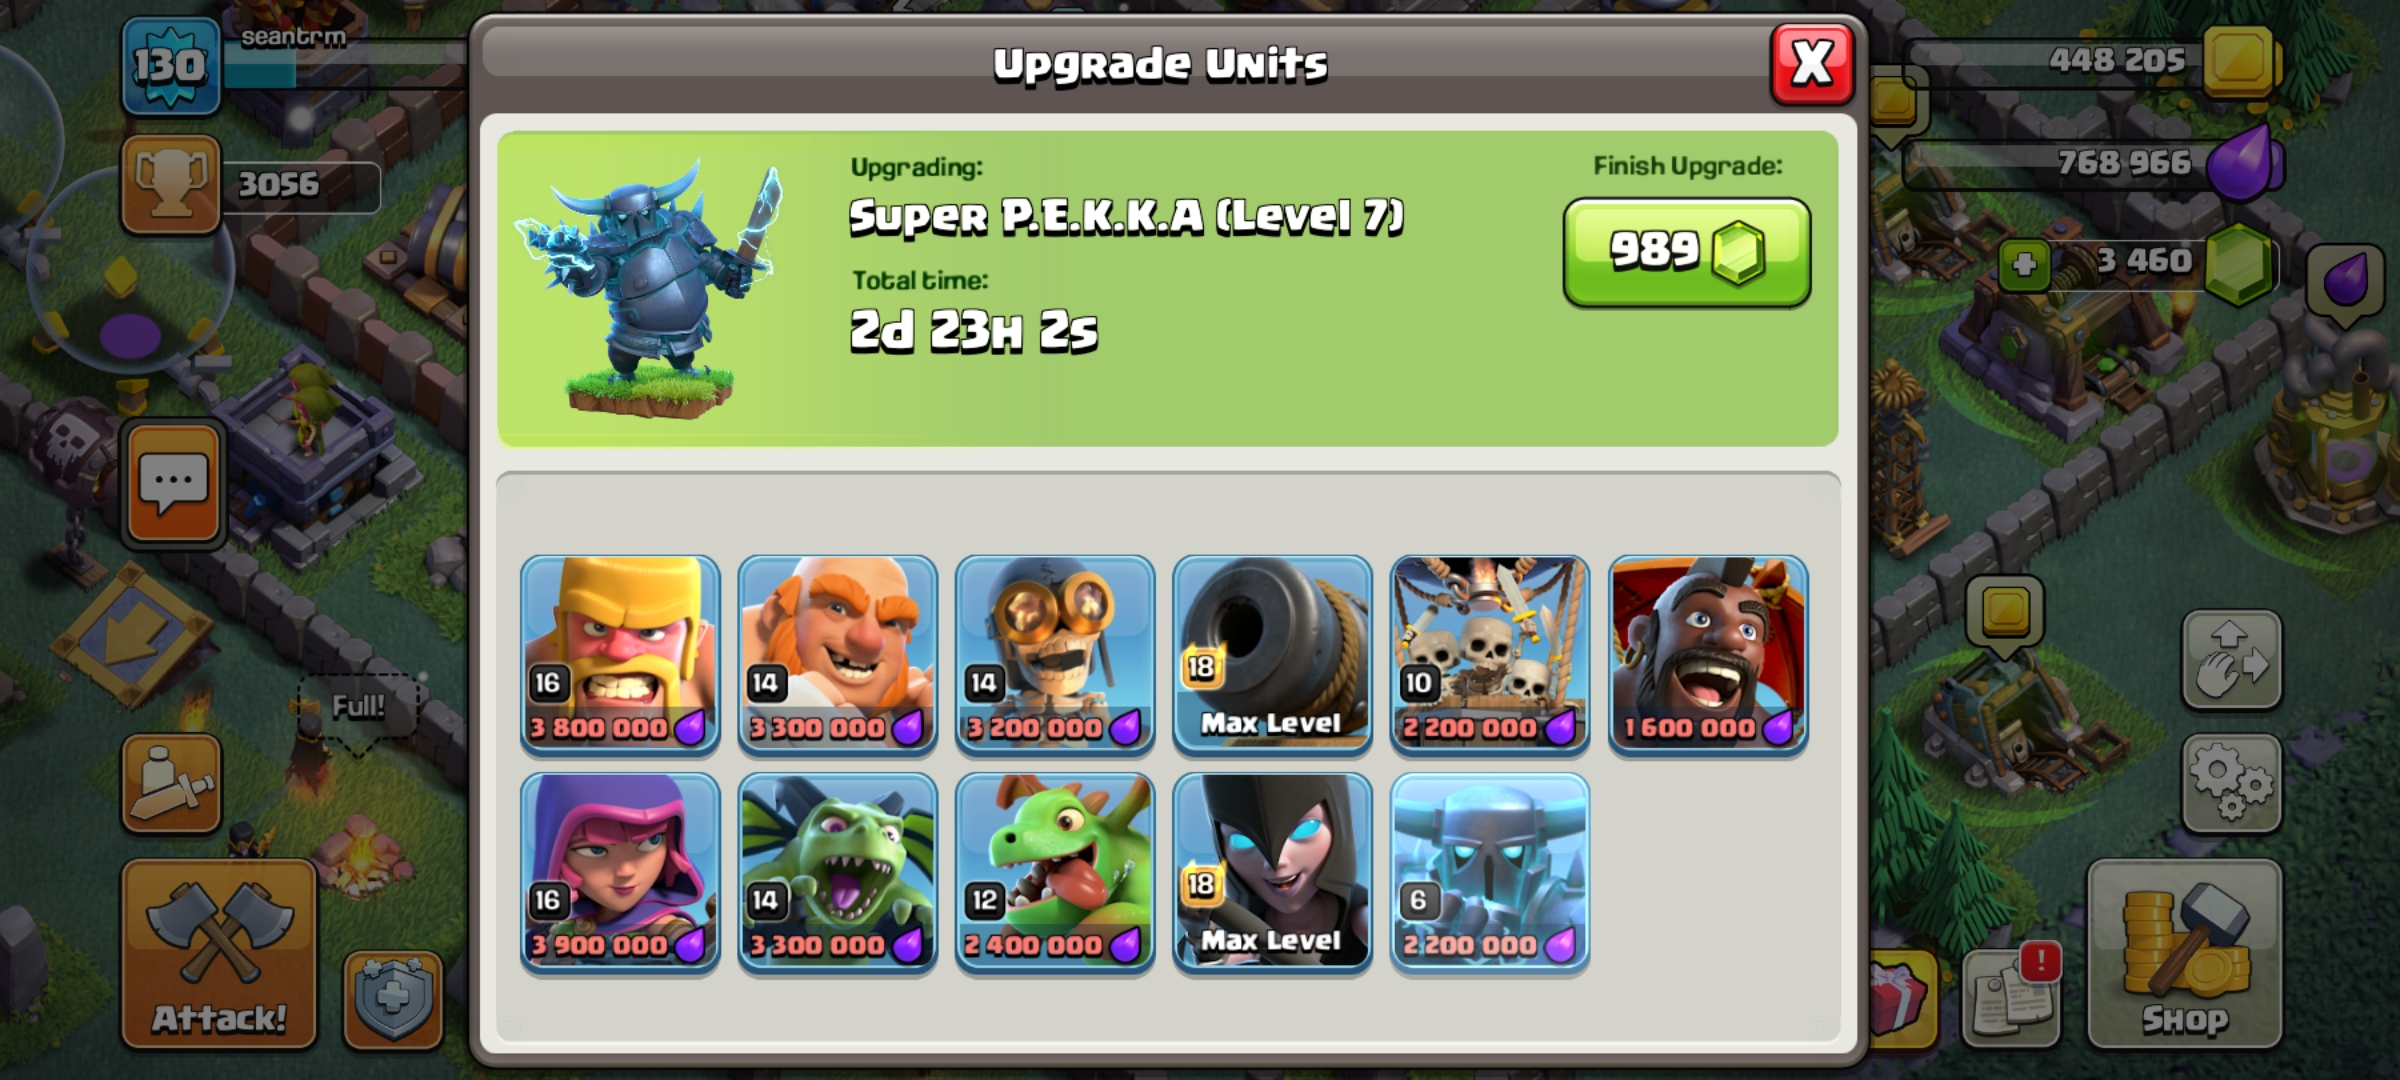 130
seantrm
Upgrade Units
X
448 205
3056
768 966
3 460
Upgrading:
Super P.E.K.K.A (Level 7)
Total time:
2d 23H 2s
Finish Upgrade:
989
Full!
16
3 800 000
14
3 300 000
14
3 200 000
18
Max Level
10
2 200 000
1 600 000
16
3 900 000
14
3 300 000
12
2 400 000
18
Max Level
6
2 200 000
Attack!
!
Shop